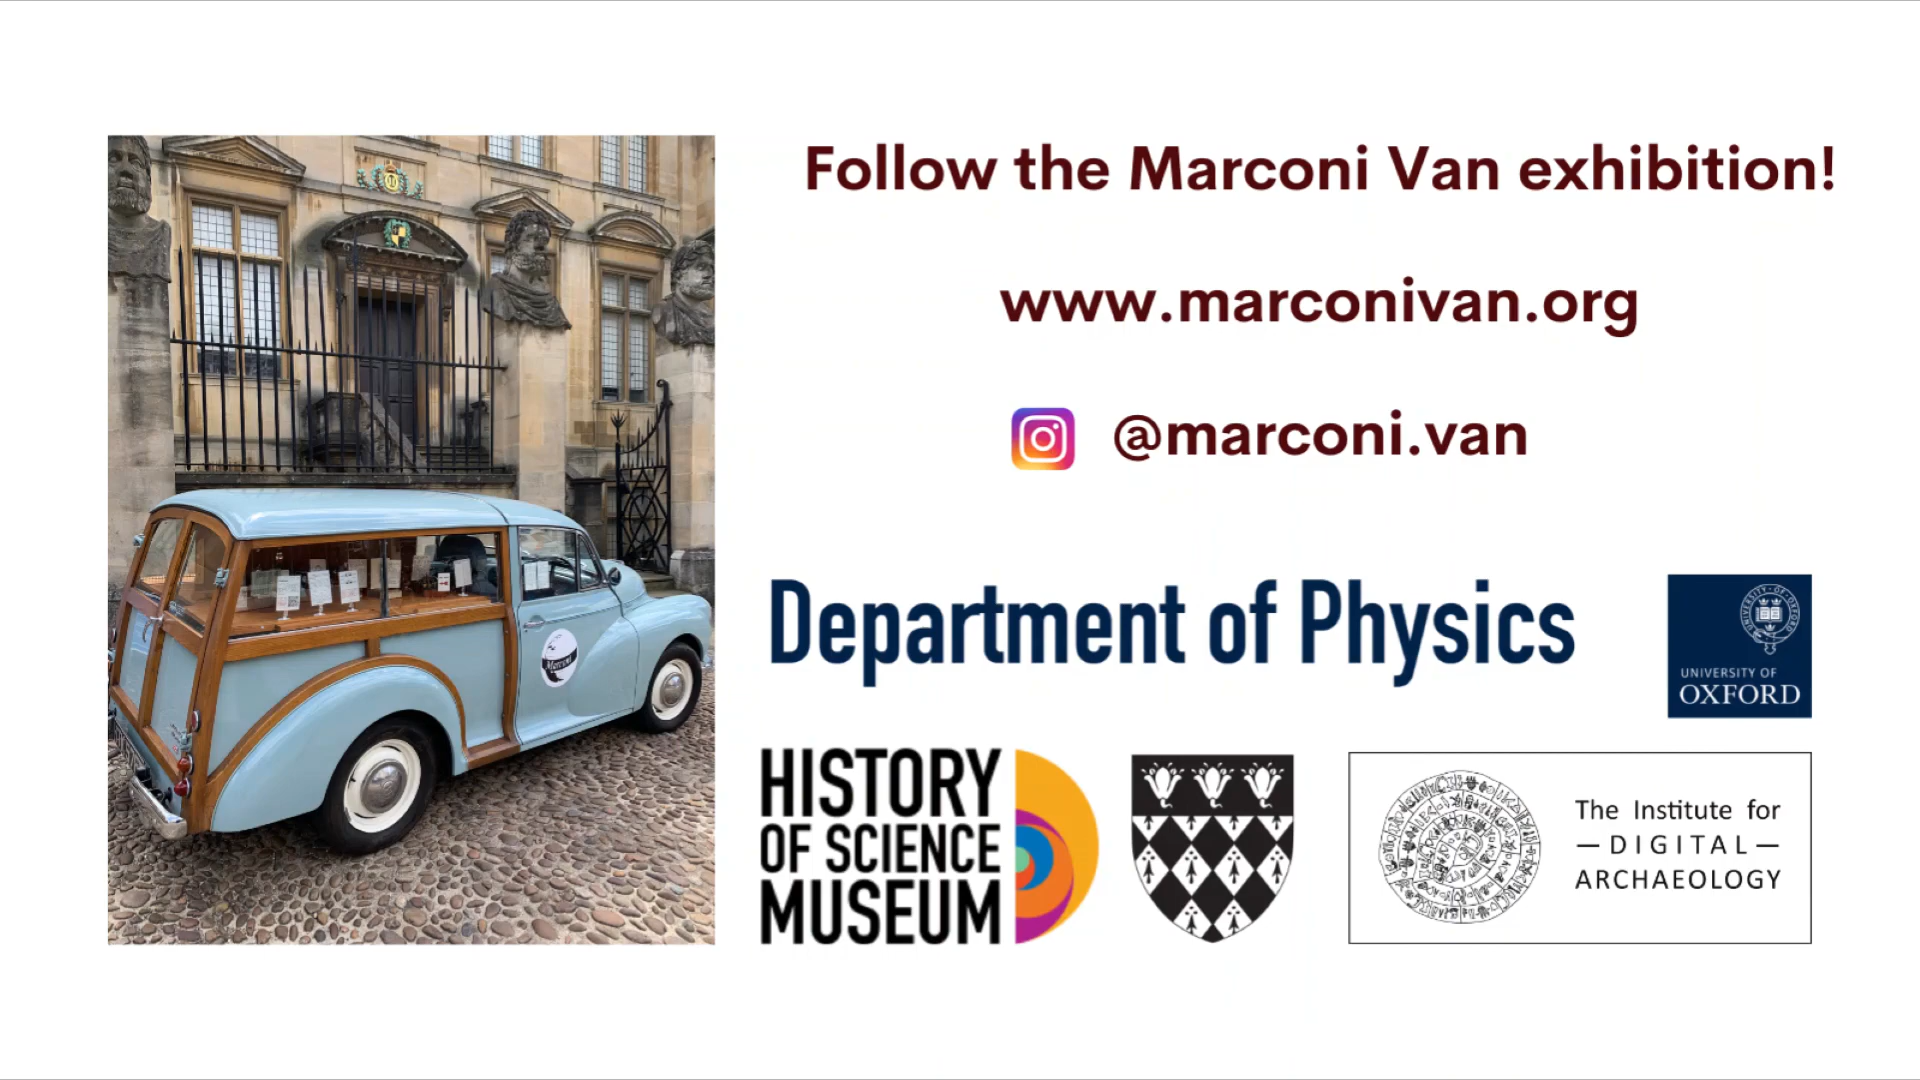 Follow the Marconi Van exhibition!
www.marconivan.org
@marconi.van
Department of Physics
UNIVERSITY OF
OXFORD
HISTORY
OF SCIENCE
MUSEUM
The Institute for
—DIGITAL—
ARCHAEOLOGY
Marconi